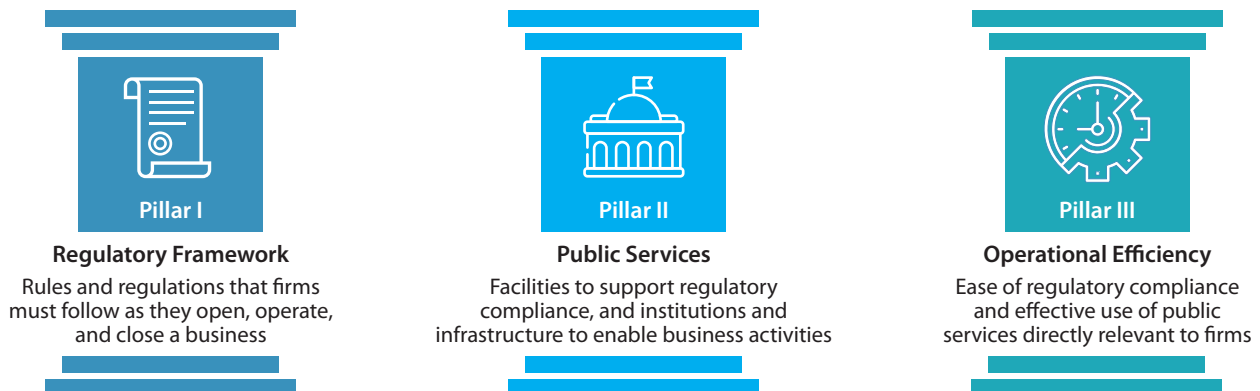 Pillar I
Regulatory Framework
Rules and regulations that firms
must follow as they open, operate,
and close a business
Pillar II
Public Services
Facilities to support regulatory
compliance, and institutions and
infrastructure to enable business activities
Pillar III
Operational Efficiency
Ease of regulatory compliance
and effective use of public
services directly relevant to firms